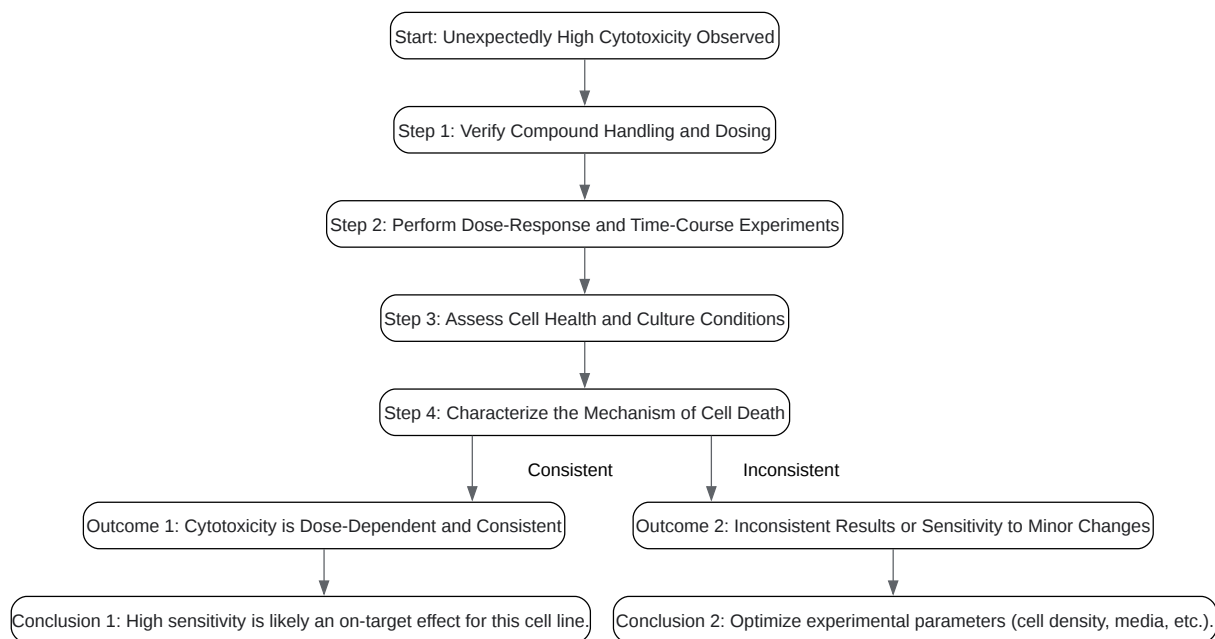 Start: Unexpectedly High Cytotoxicity Observed
Step 1: Verify Compound Handling and Dosing
Step 2: Perform Dose-Response and Time-Course Experiments
Step 3: Assess Cell Health and Culture Conditions
Step 4: Characterize the Mechanism of Cell Death
Consistent
Inconsistent
Outcome 1: Cytotoxicity is Dose-Dependent and Consistent
Outcome 2: Inconsistent Results or Sensitivity to Minor Changes
Conclusion 1: High sensitivity is likely an on-target effect for this cell line.
Conclusion 2: Optimize experimental parameters (cell density, media, etc.).